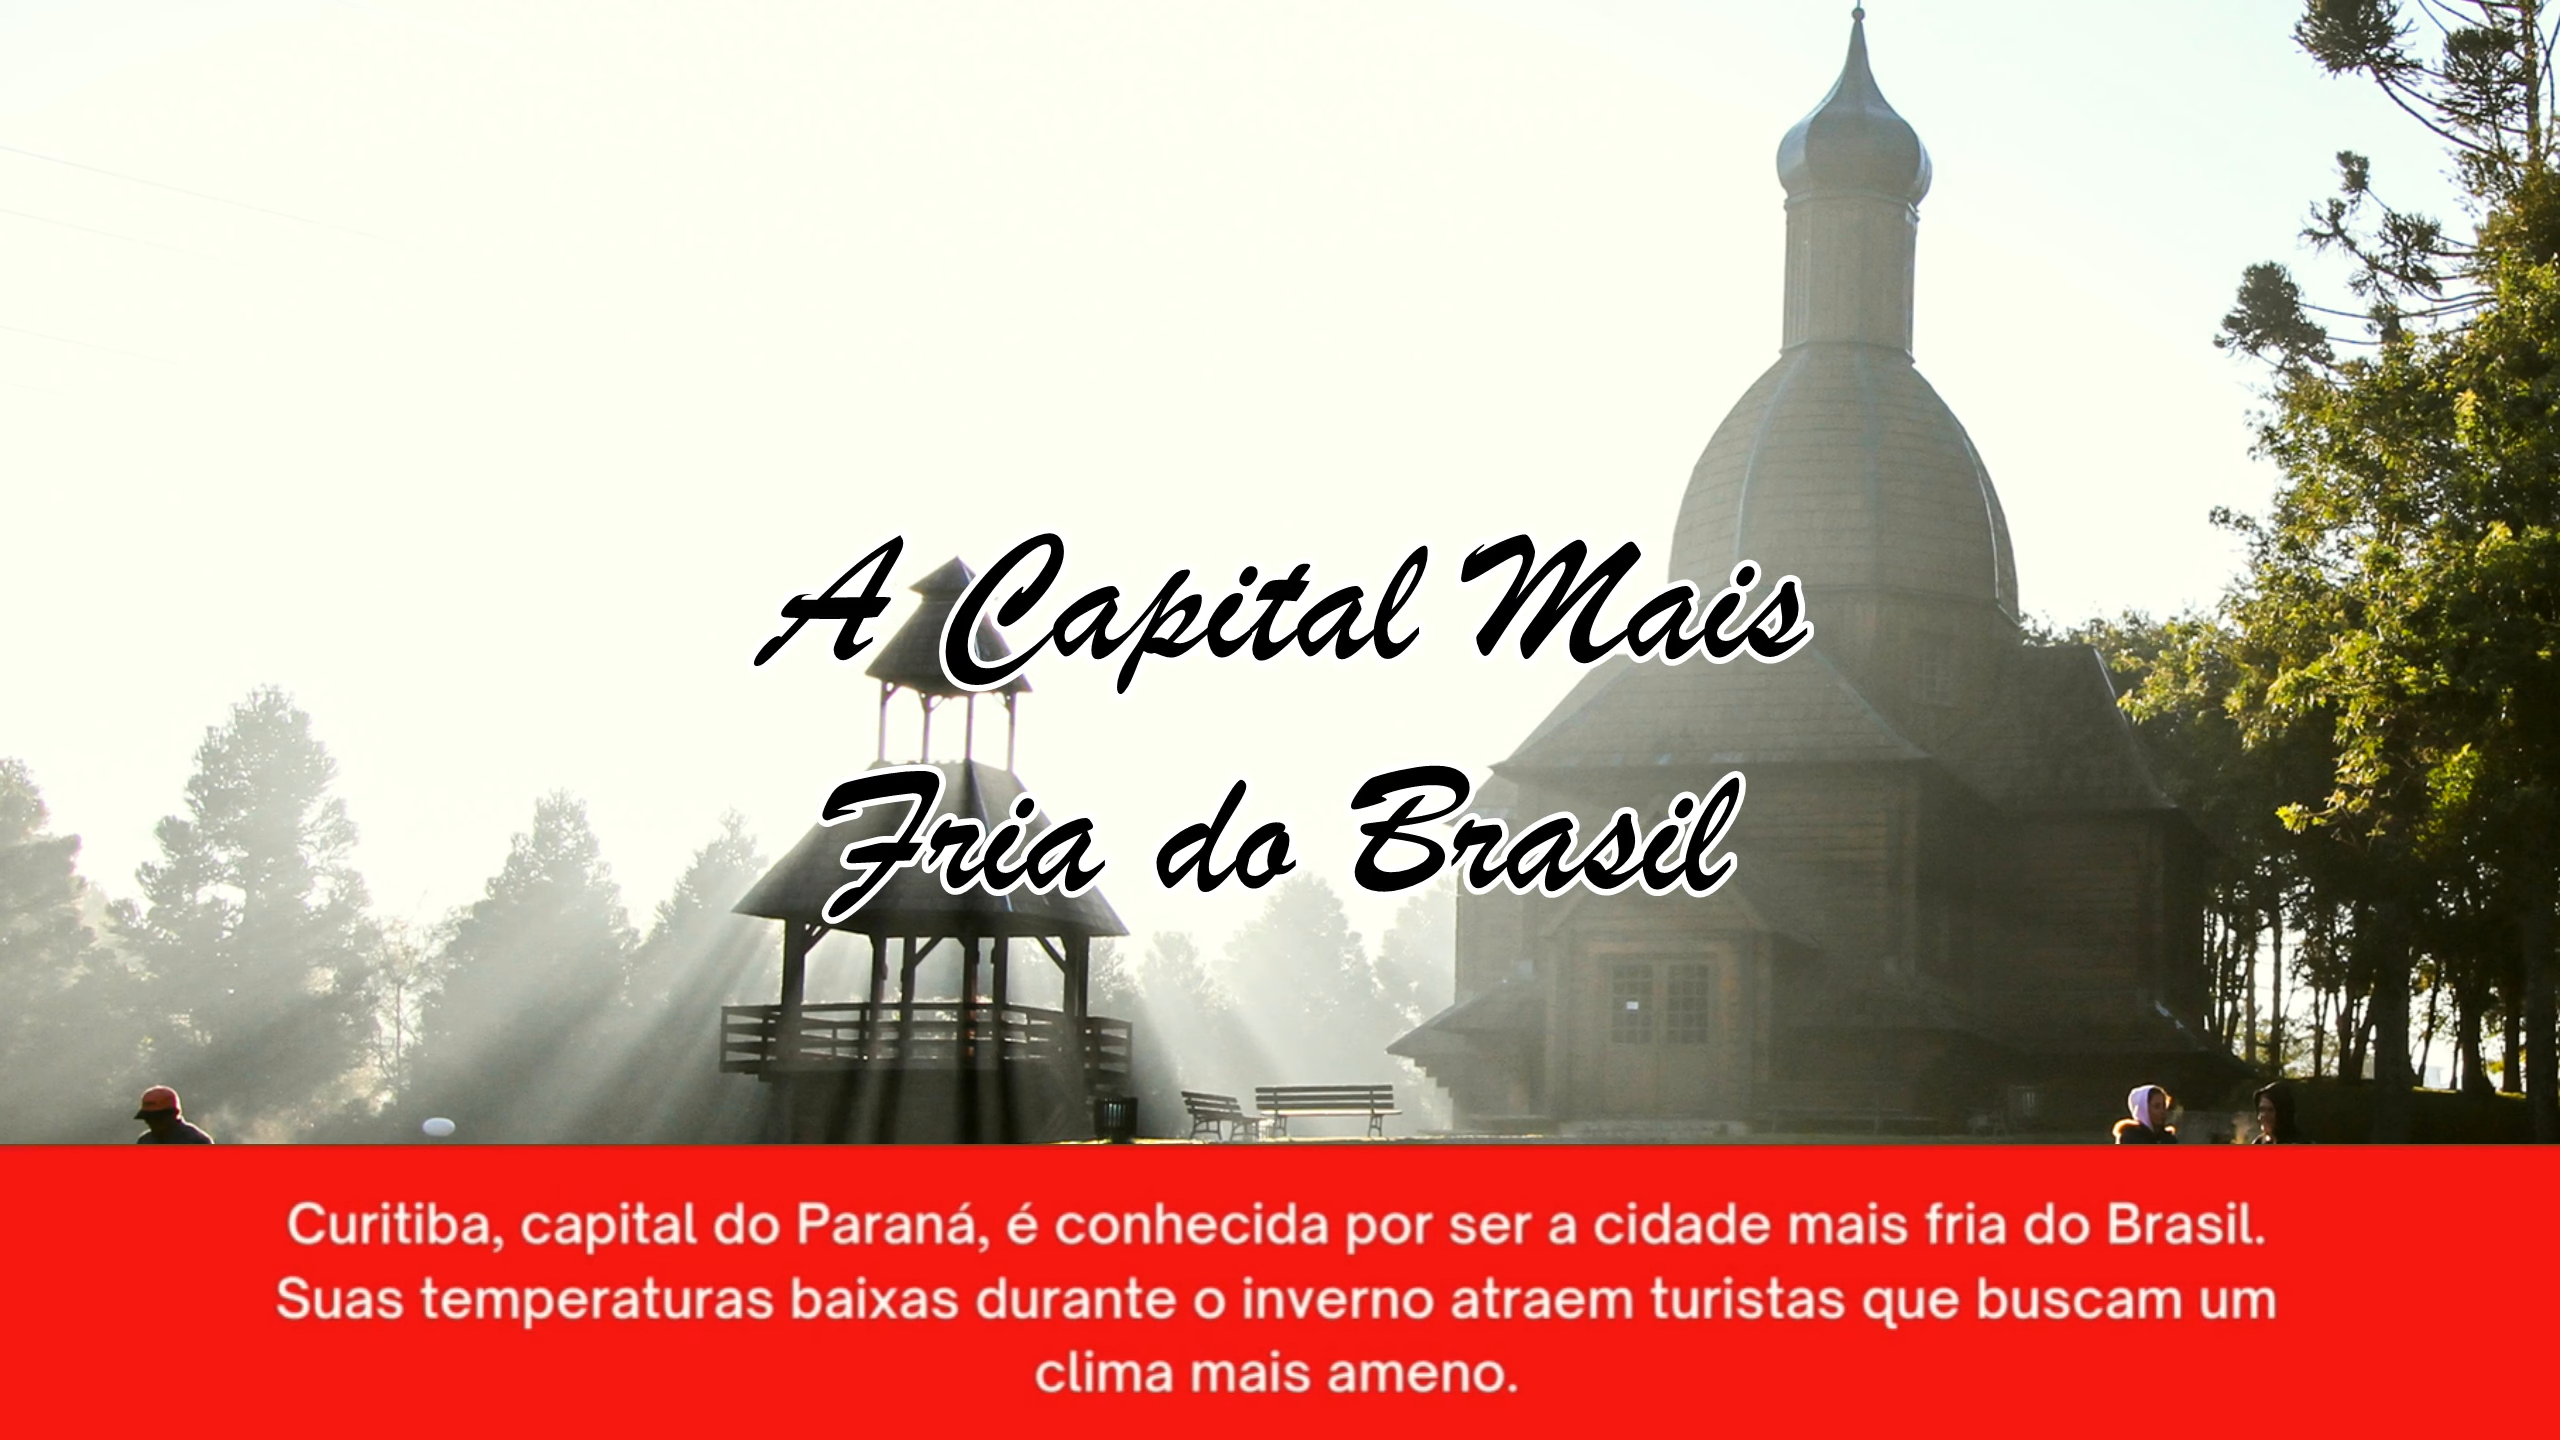 A Capital Mais
Fria do Brasil
Curitiba, capital do Paraná, é conhecida por ser a cidade mais fria do Brasil.
Suas temperaturas baixas durante o inverno atraem turistas que buscam um
clima mais ameno.